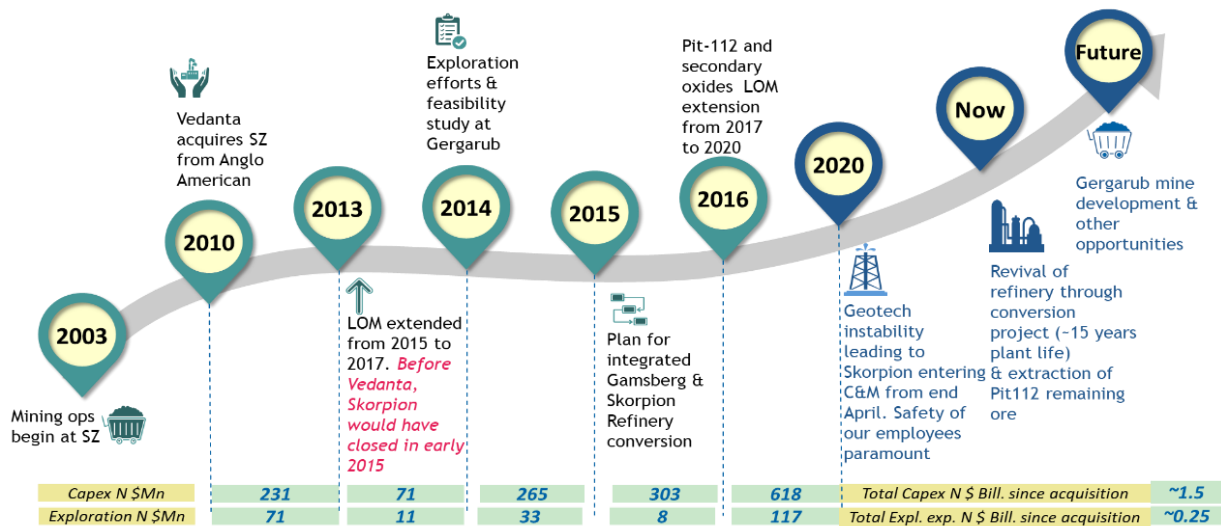 2003
Mining ops
begin at SZ
Vedanta
acquires SZ
from Anglo
American
2010
2013
LOM extended
from 2015 to
2017. Before
Vedanta,
Skorpion
would have
closed in early
2015
Exploration
efforts &
feasibility
study at
Gergarub
2014
2015
Plan for
integrated
Gamsberg &
Skorpion
Refinery
conversion
Pit-112 and
secondary
oxides LOM
extension
from 2017
to 2020
2016
2020
Geotech
instability
leading to
Skorpion entering
C&M from end
April. Safety of
our employees
paramount
Now
Revival of
refinery through
conversion
project (~15 years
plant life)
& extraction of
Pit112 remaining
ore
Future
Gergarub mine
development &
other
opportunities
Capex N $Mn 231 71 265 303 618 Total Capex N $ Bill. since acquisition ~1.5
Exploration N $Mn 71 11 33 8 117 Total Expl. exp. N $ Bill. since acquisition ~0.25